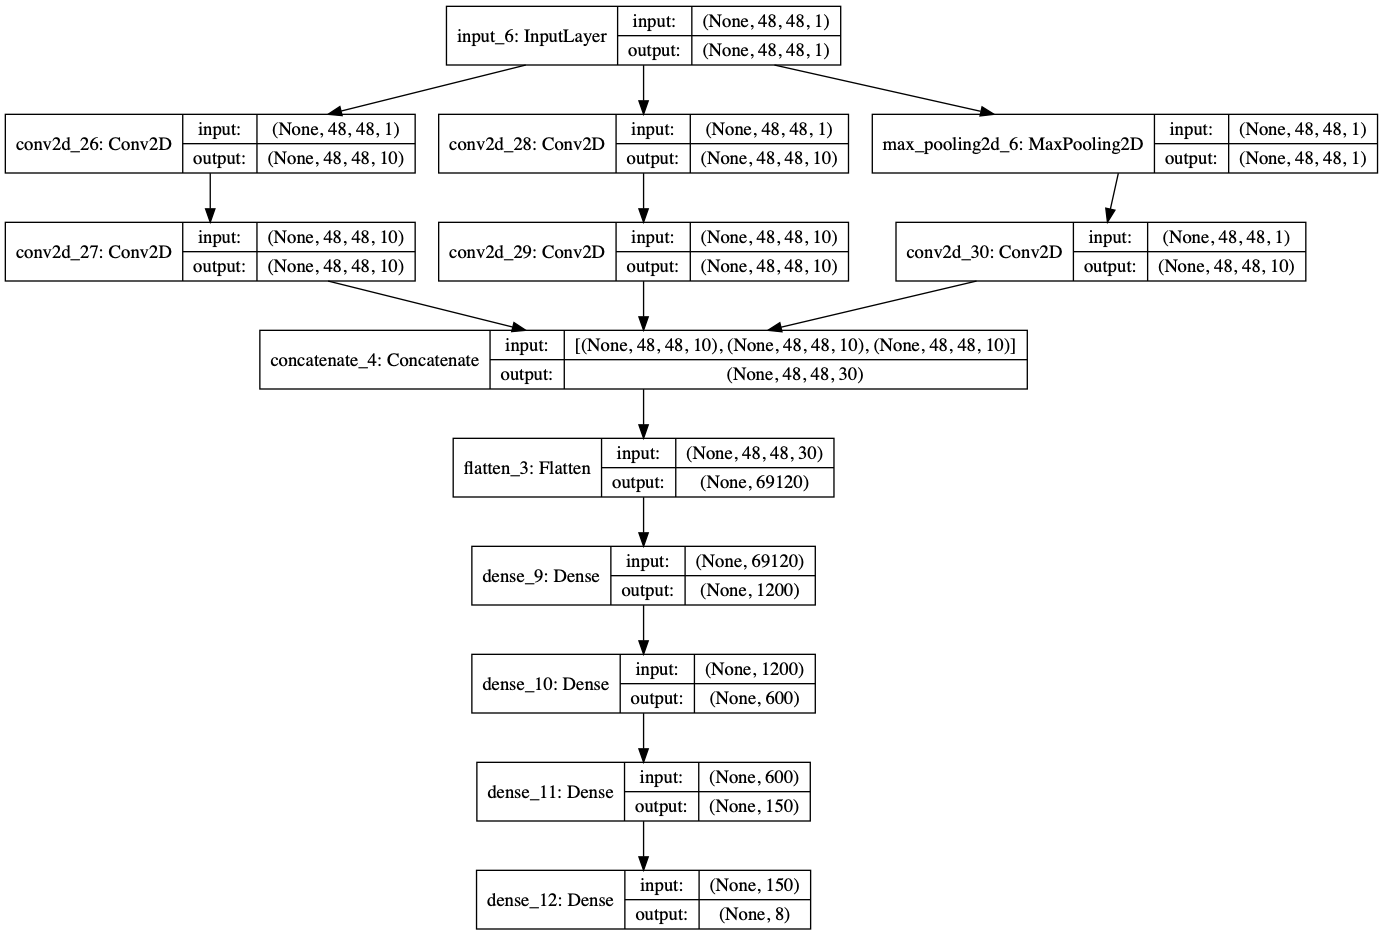 input_6: InputLayer
input: (None, 48, 48, 1)
output: (None, 48, 48, 1)
conv2d_26: Conv2D
input: (None, 48, 48, 1)
output: (None, 48, 48, 10)
conv2d_28: Conv2D
input: (None, 48, 48, 1)
output: (None, 48, 48, 10)
max_pooling2d_6: MaxPooling2D
input: (None, 48, 48, 1)
output: (None, 48, 48, 1)
conv2d_27: Conv2D
input: (None, 48, 48, 10)
output: (None, 48, 48, 10)
conv2d_29: Conv2D
input: (None, 48, 48, 10)
output: (None, 48, 48, 10)
conv2d_30: Conv2D
input: (None, 48, 48, 1)
output: (None, 48, 48, 10)
concatenate_4: Concatenate
input: [(None, 48, 48, 10), (None, 48, 48, 10), (None, 48, 48, 10)]
output: (None, 48, 48, 30)
flatten_3: Flatten
input: (None, 48, 48, 30)
output: (None, 69120)
dense_9: Dense
input: (None, 69120)
output: (None, 1200)
dense_10: Dense
input: (None, 1200)
output: (None, 600)
dense_11: Dense
input: (None, 600)
output: (None, 150)
dense_12: Dense
input: (None, 150)
output: (None, 8)